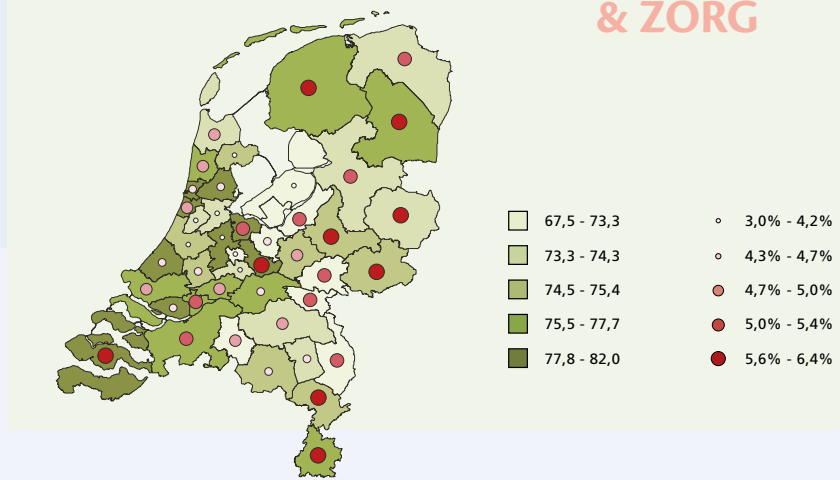 & ZORG
67,5 - 73,3
3,0% - 4,2%
73,3 - 74,3
4,3% - 4,7%
74,5 - 75,4
4,7% - 5,0%
75,5 - 77,7
5,0% - 5,4%
77,8 - 82,0
5,6% - 6,4%